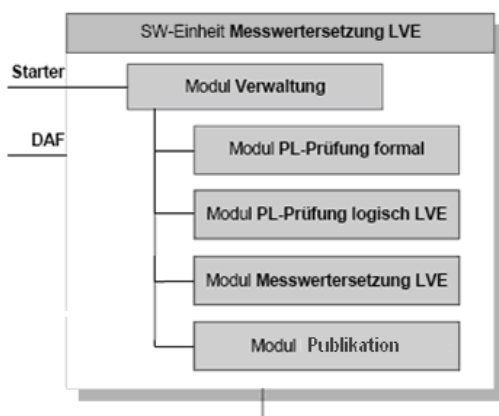 SW-Einheit Messwertersetzung LVE
Starter
Modul Verwaltung
DAF
Modul PL-Prüfung formal
Modul PL-Prüfung logisch LVE
Modul Messwertersetzung LVE
Modul Publikation